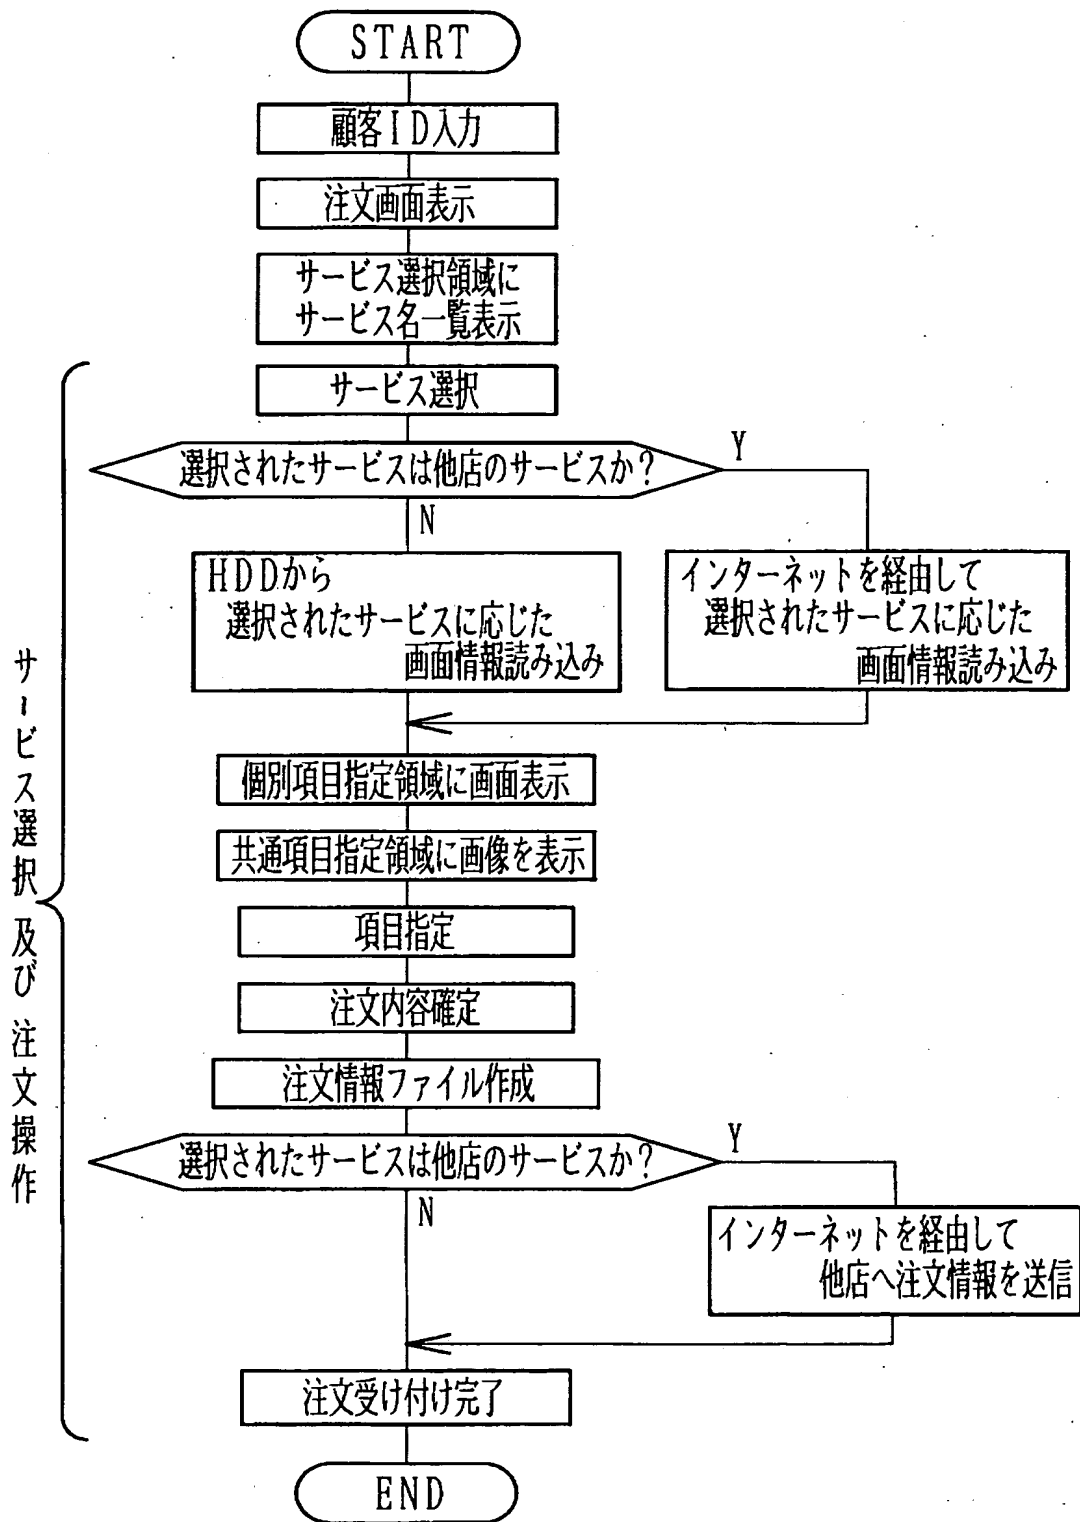 START
顧客ID入力
注文画面表示
サービス選択領域に
サービス名一覧表示
サービス選択
選択されたサービスは他店のサービスか?
Y
N
HDDから
選択されたサービスに応じた
画面情報読み込み
インターネットを経由して
選択されたサービスに応じた
画面情報読み込み
個別項目指定領域に画面表示
共通項目指定領域に画像を表示
項目指定
注文内容確定
注文情報ファイル作成
選択されたサービスは他店のサービスか?
Y
N
インターネットを経由して
他店へ注文情報を送信
注文受け付け完了
END
サービス選択及び注文操作